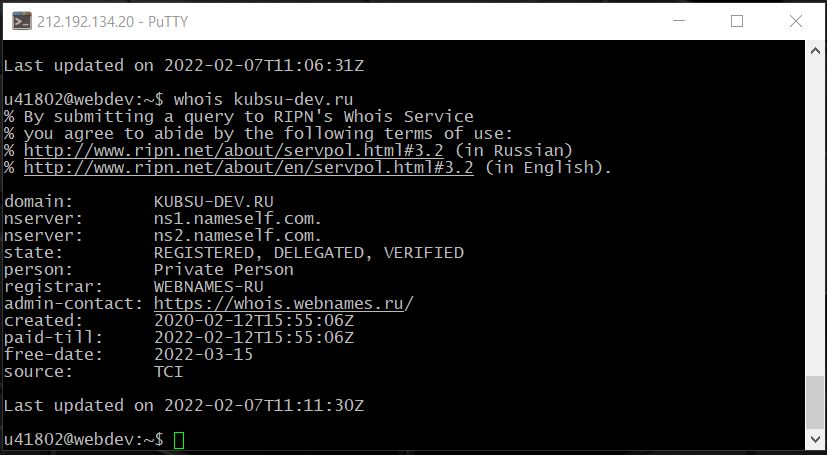 212.192.134.20 - PuTTY
Last updated on 2022-02-07T11:06:31Z
u41802@webdev:~$ whois kubsu-dev.ru
% By submitting a query to RIPN's Whois Service
% you agree to abide by the following terms of use:
% http://www.ripn.net/about/servpol.html#3.2 (in Russian)
% http://www.ripn.net/about/en/servpol.html#3.2 (in English).
domain:        KUBSU-DEV.RU
nserver:       ns1.nameself.com.
nserver:       ns2.nameself.com.
state:         REGISTERED, DELEGATED, VERIFIED
person:        Private Person
registrar:     WEBNAMES-RU
admin-contact: https://whois.webnames.ru/
created:       2020-02-12T15:55:06Z
paid-till:     2022-02-12T15:55:06Z
free-date:     2022-03-15
source:        TCI
Last updated on 2022-02-07T11:11:30Z
u41802@webdev:~$